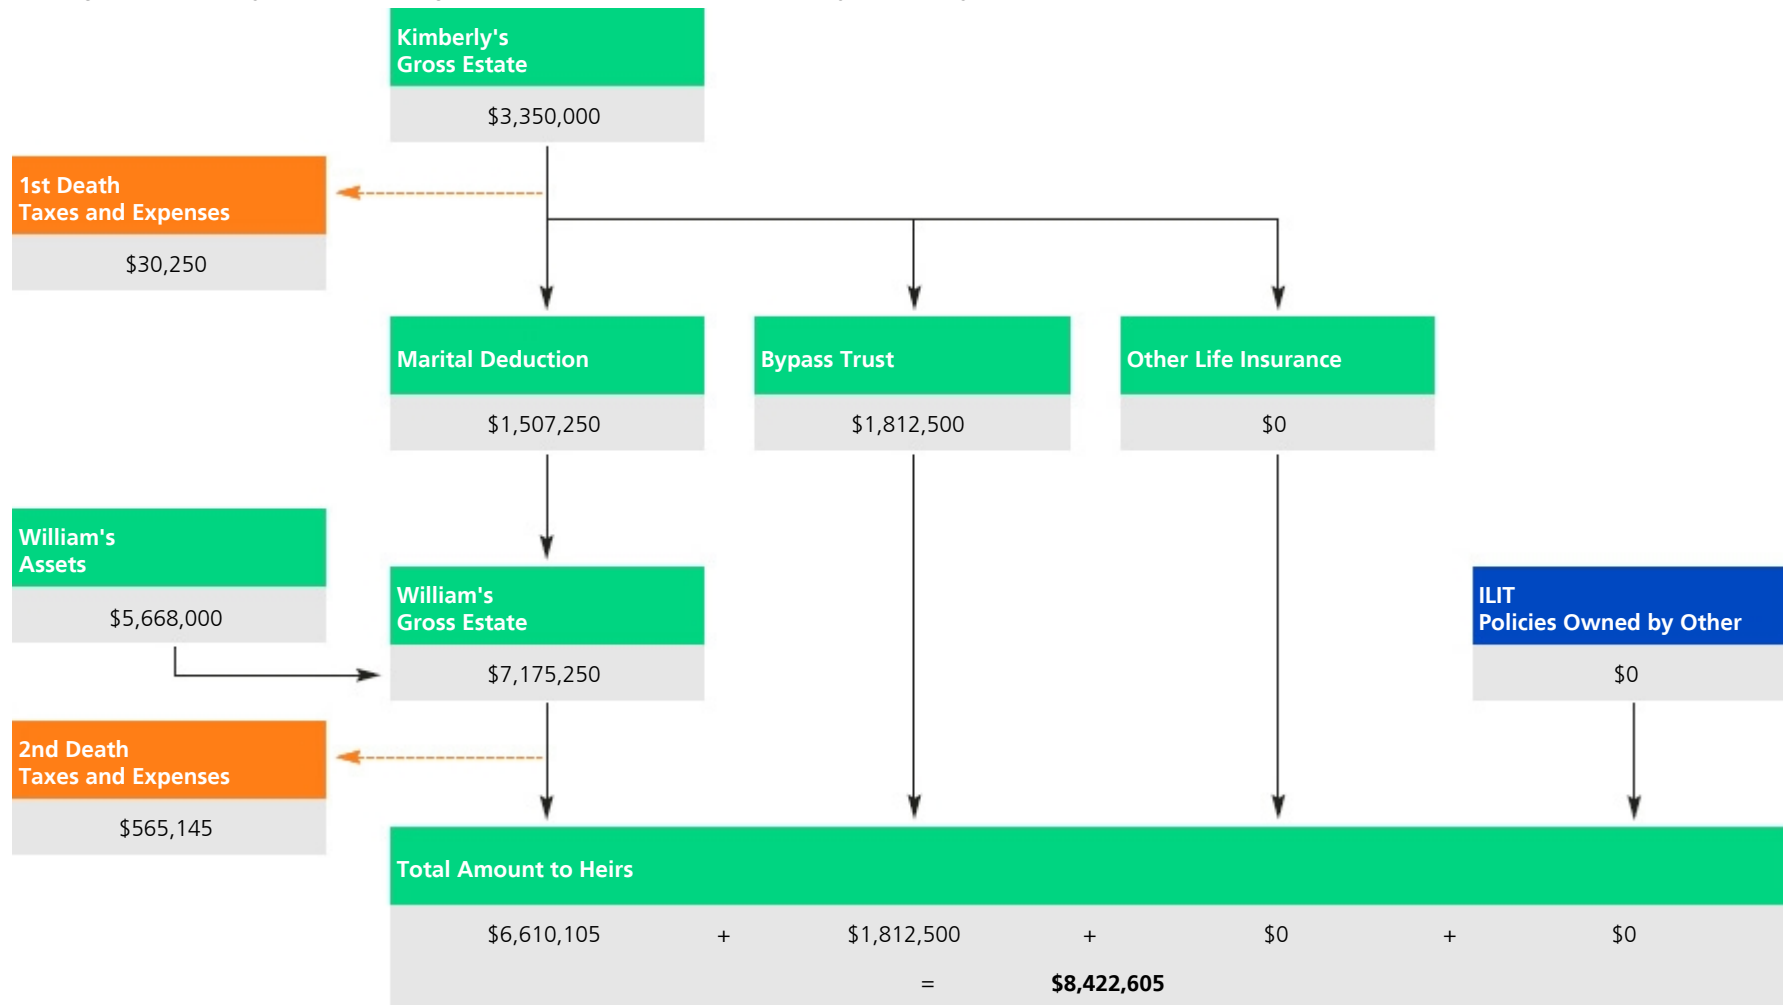 Kimberly's
Gross Estate
$3,350,000
1st Death
Taxes and Expenses
$30,250
Marital Deduction
$1,507,250
Bypass Trust
$1,812,500
Other Life Insurance
$0
William's
Assets
$5,668,000
William's
Gross Estate
$7,175,250
ILIT
Policies Owned by Other
$0
2nd Death
Taxes and Expenses
$565,145
Total Amount to Heirs
$6,610,105 + $1,812,500 + $0 + $0
= $8,422,605